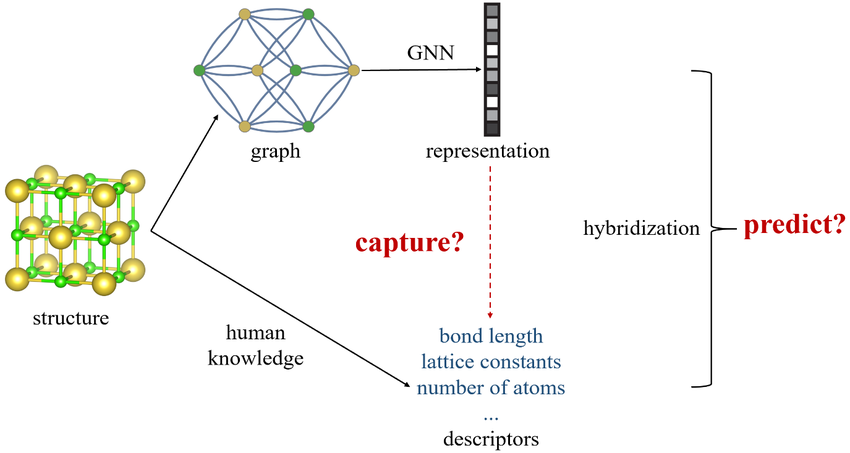 GNN
graph
representation
capture?
hybridization
predict?
structure
human
knowledge
bond length
lattice constants
number of atoms
...
descriptors